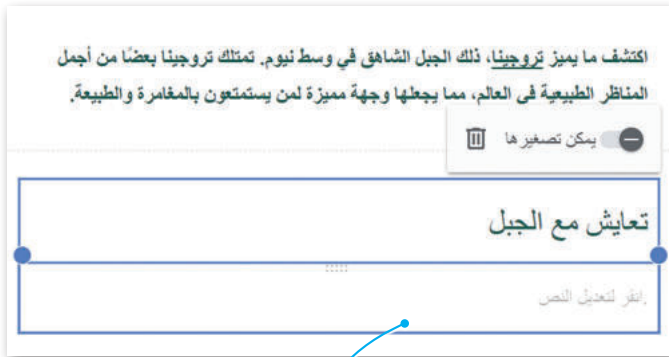 اكتشف ما يميز تروجينا، ذلك الجبل الشاهق في وسط نيوم. تمتلك تروجينا بعضًا من أجمل
المناظر الطبيعية في العالم، مما يجعلها وجهة مميزة لمن يستمتعون بالمغامرة والطبيعة.
يمكن تصغيرها
تعايش مع الجبل
انقر لتعديل النص.